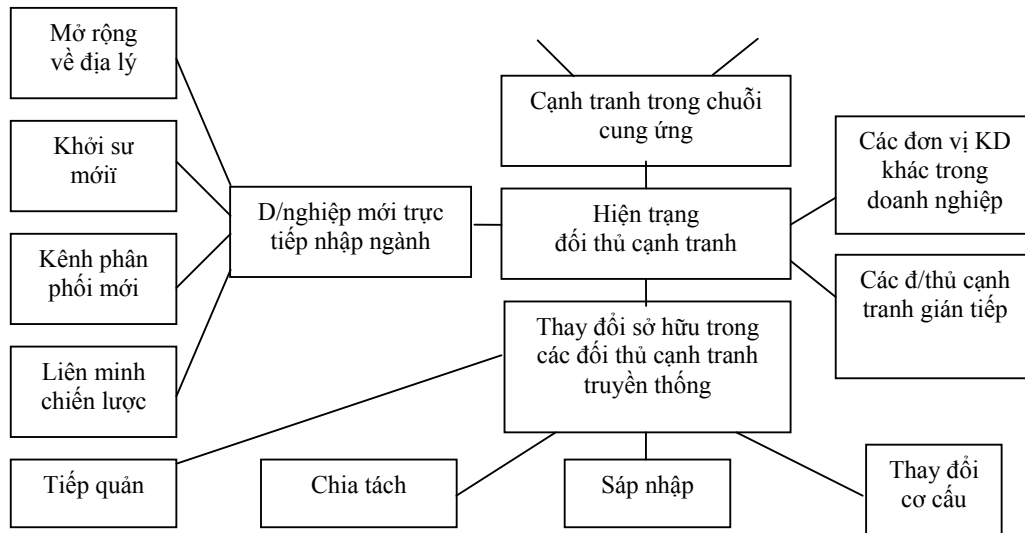 Mở rộng
về địa lý
Khởi sư
mớiï
Kênh phân
phối mới
Liên minh
chiến lược
Tiếp quản
D/nghiệp mới trực
tiếp nhập ngành
Cạnh tranh trong chuỗi
cung ứng
Hiện trạng
đối thủ cạnh tranh
Thay đổi sở hữu trong
các đối thủ cạnh tranh
truyền thống
Các đơn vị KD
khác trong
doanh nghiệp
Các đ/thủ cạnh
tranh gián tiếp
Chia tách
Sáp nhập
Thay đổi
cơ cấu